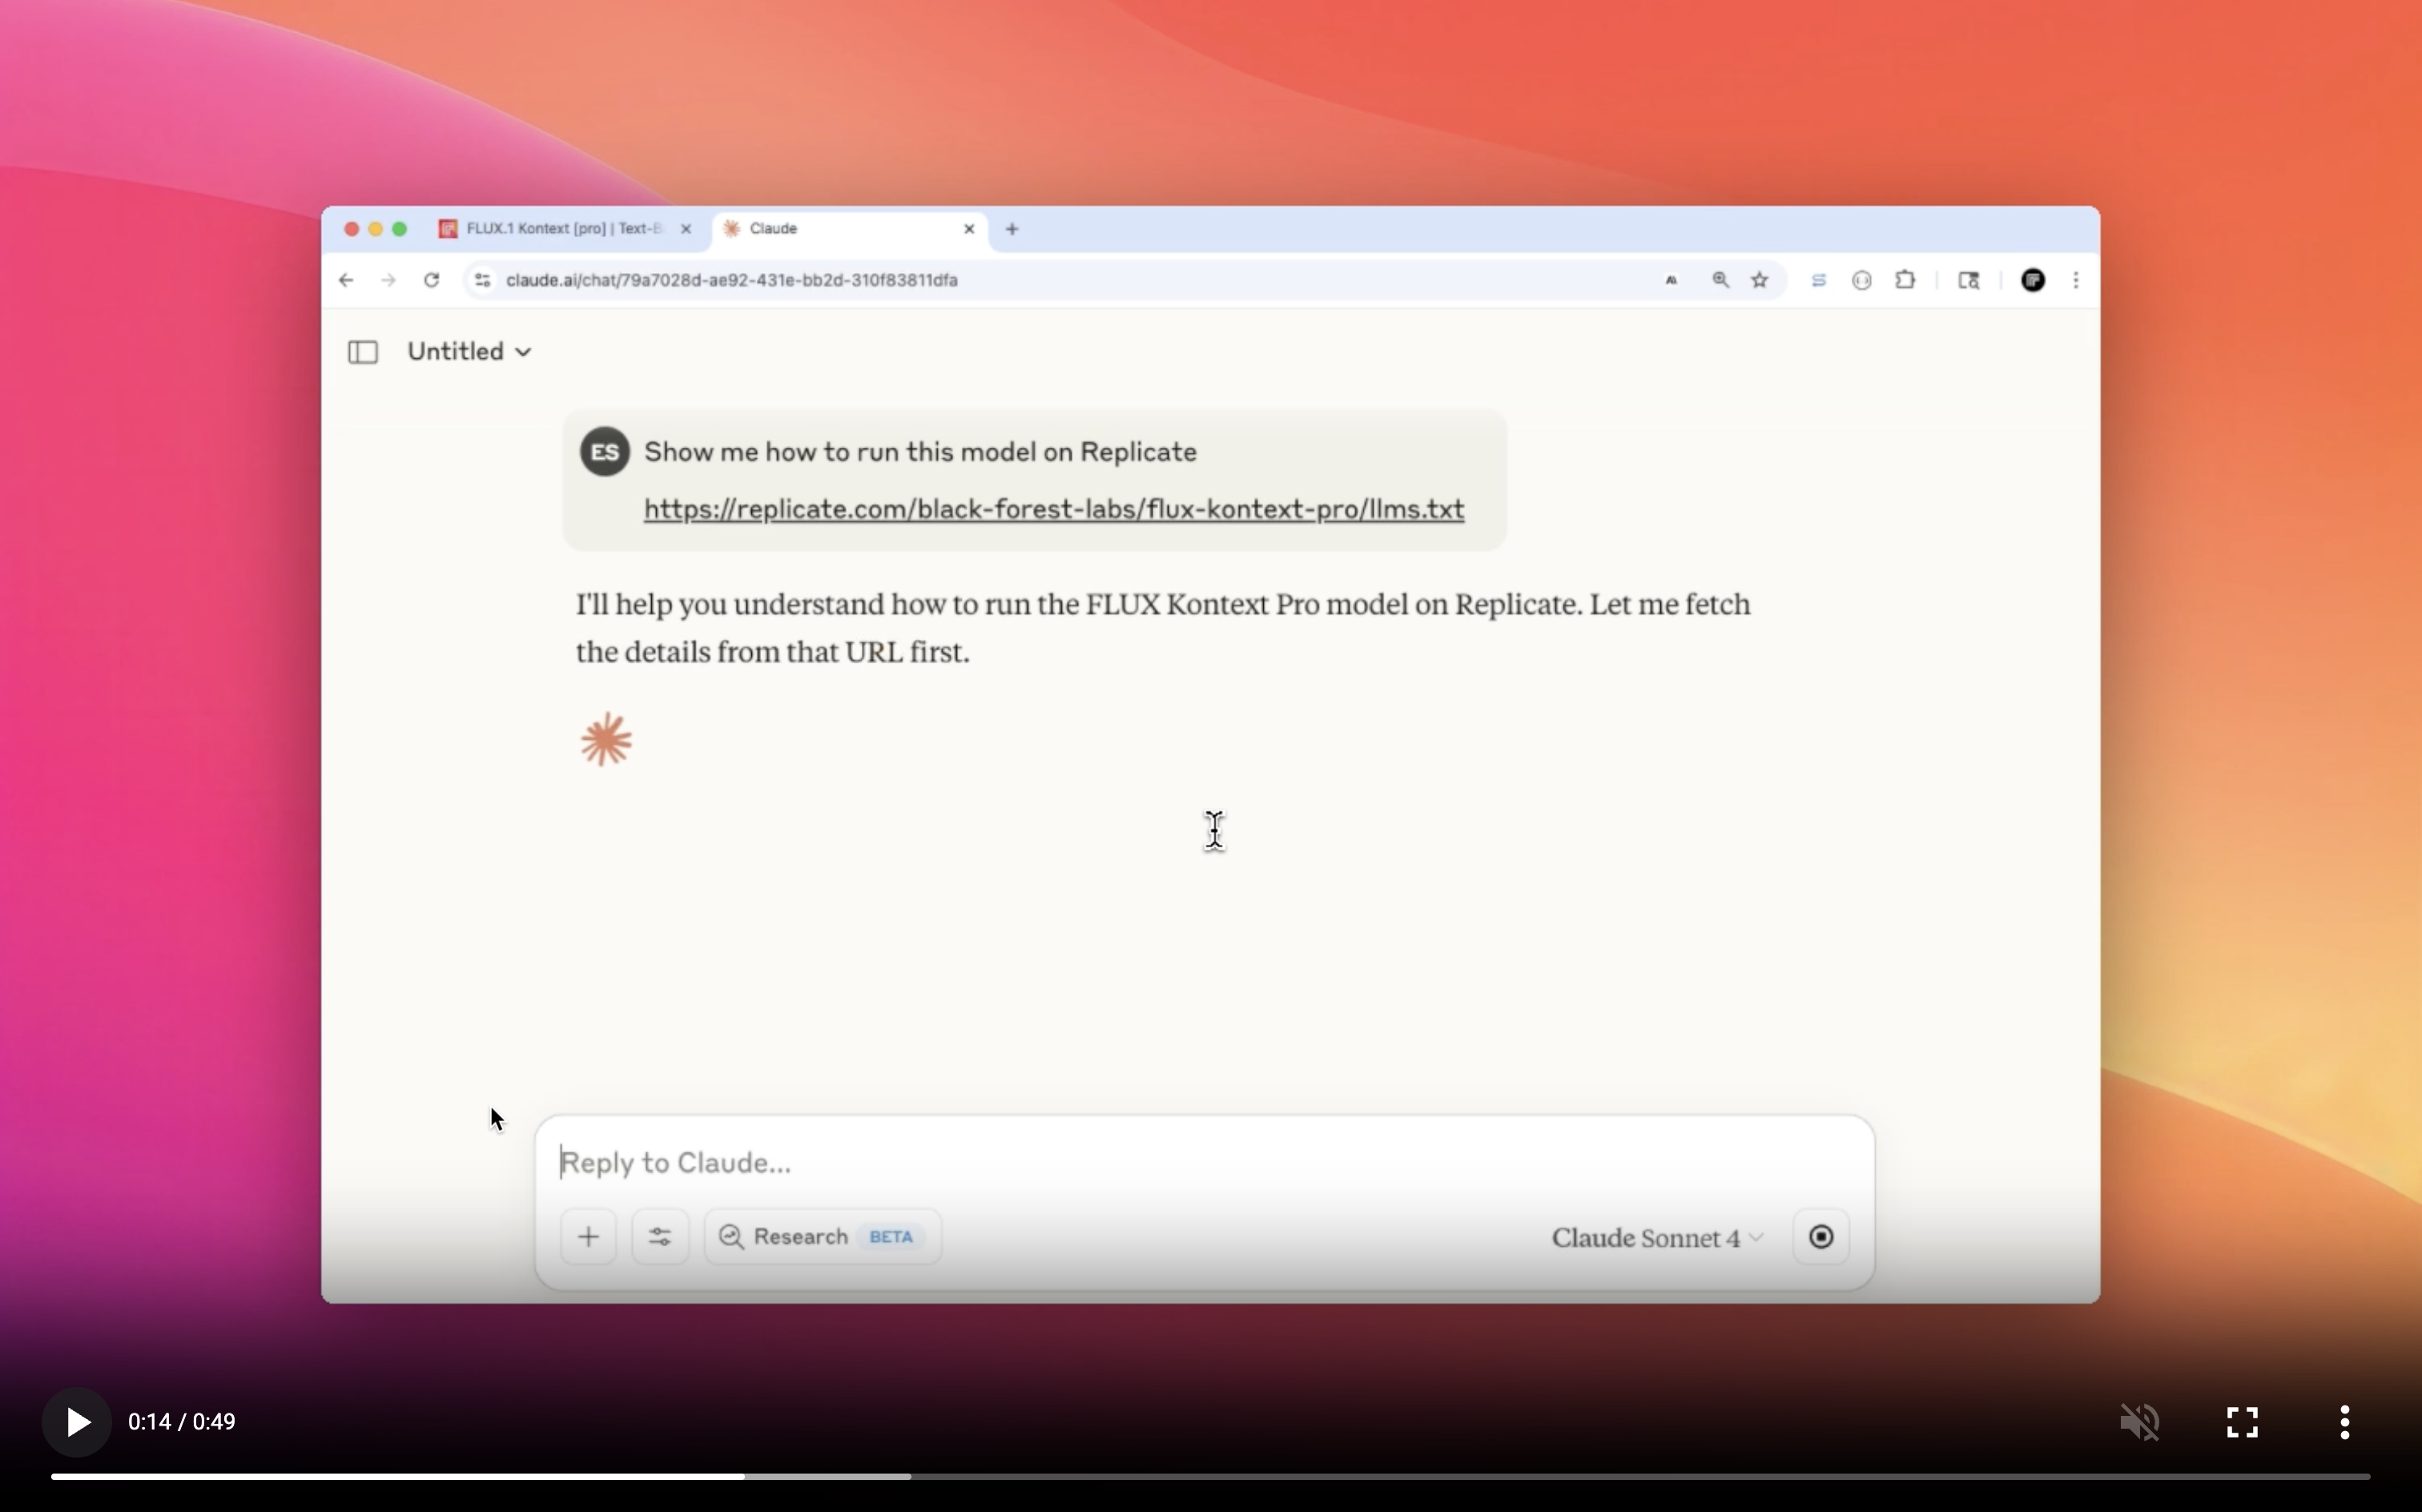 FLUX.1 Kontext [pro] | Text-B
Claude
claude.ai/chat/79a7028d-ae92-431e-bb2d-310f83811dfa
Untitled
ES
Show me how to run this model on Replicate
https://replicate.com/black-forest-labs/flux-kontext-pro/llms.txt
I'll help you understand how to run the FLUX Kontext Pro model on Replicate. Let me fetch
the details from that URL first.
Reply to Claude...
Research BETA
Claude Sonnet 4
0:14 / 0:49